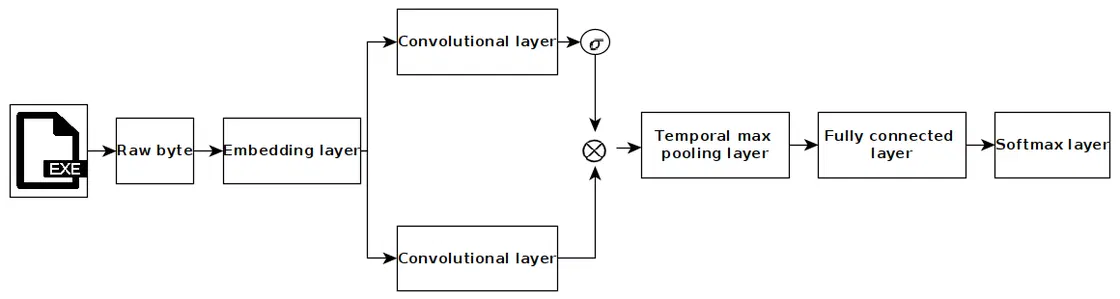 EXE
Raw byte
Embedding layer
Convolutional layer
σ
Convolutional layer
Temporal max
pooling layer
Fully connected
layer
Softmax layer